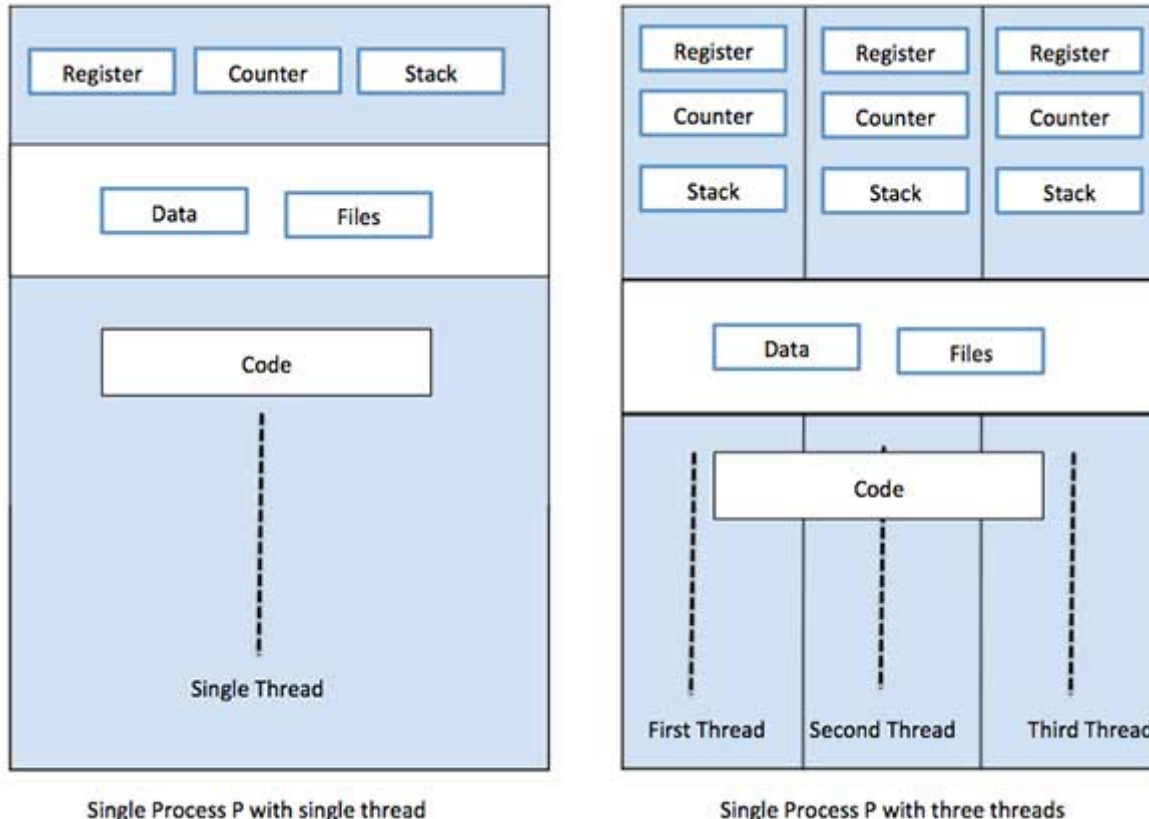 Register Counter Stack
Data Files
Code
Single Thread
Single Process P with single thread
Register Register Register
Counter Counter Counter
Stack Stack Stack
Data Files
Code
First Thread Second Thread Third Thread
Single Process P with three threads